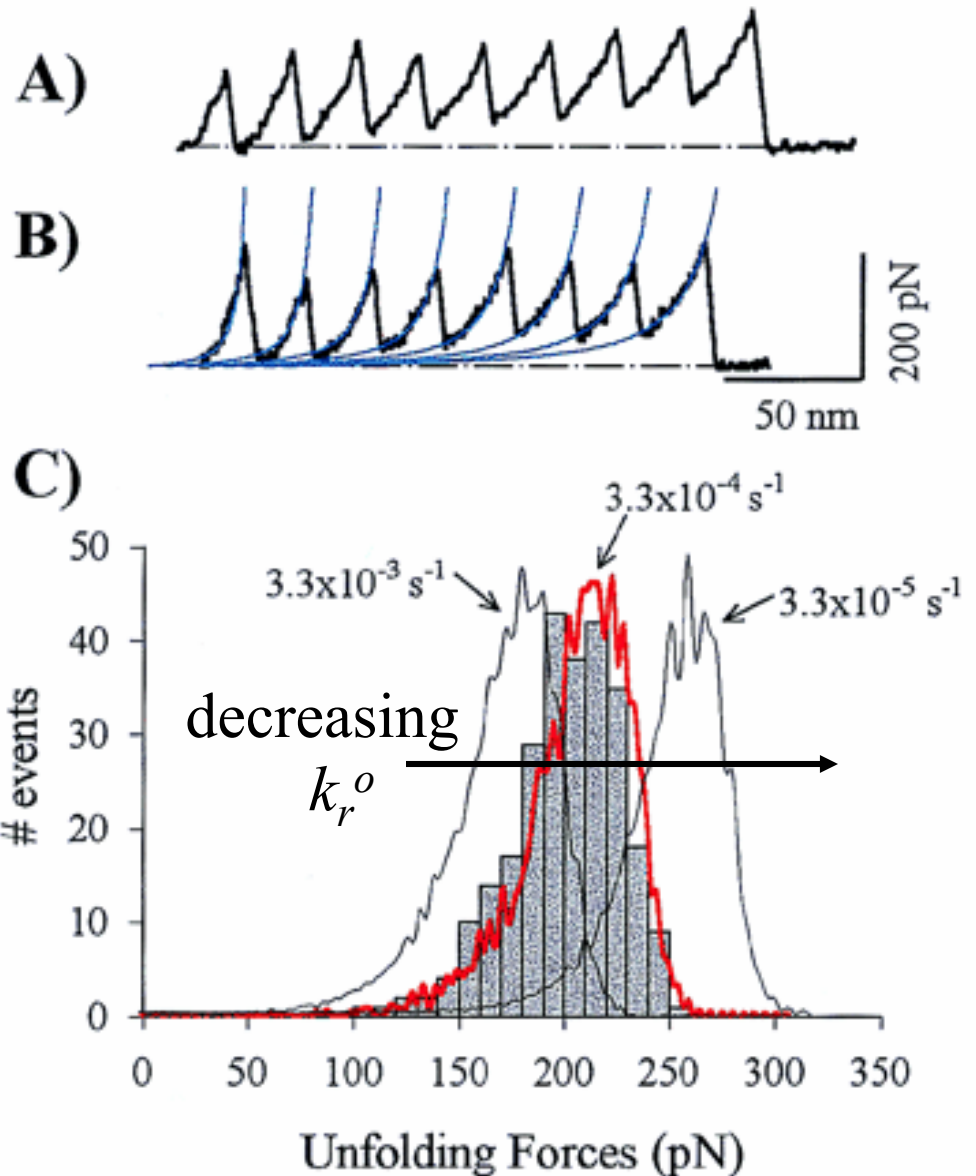 A)
B)
200 pN
50 nm
C)
3.3x10⁻⁴ s⁻¹
3.3x10⁻³ s⁻¹
3.3x10⁻⁵ s⁻¹
decreasing
kᵣᵒ
# events
50
40
30
20
10
0
0 50 100 150 200 250 300 350
Unfolding Forces (pN)